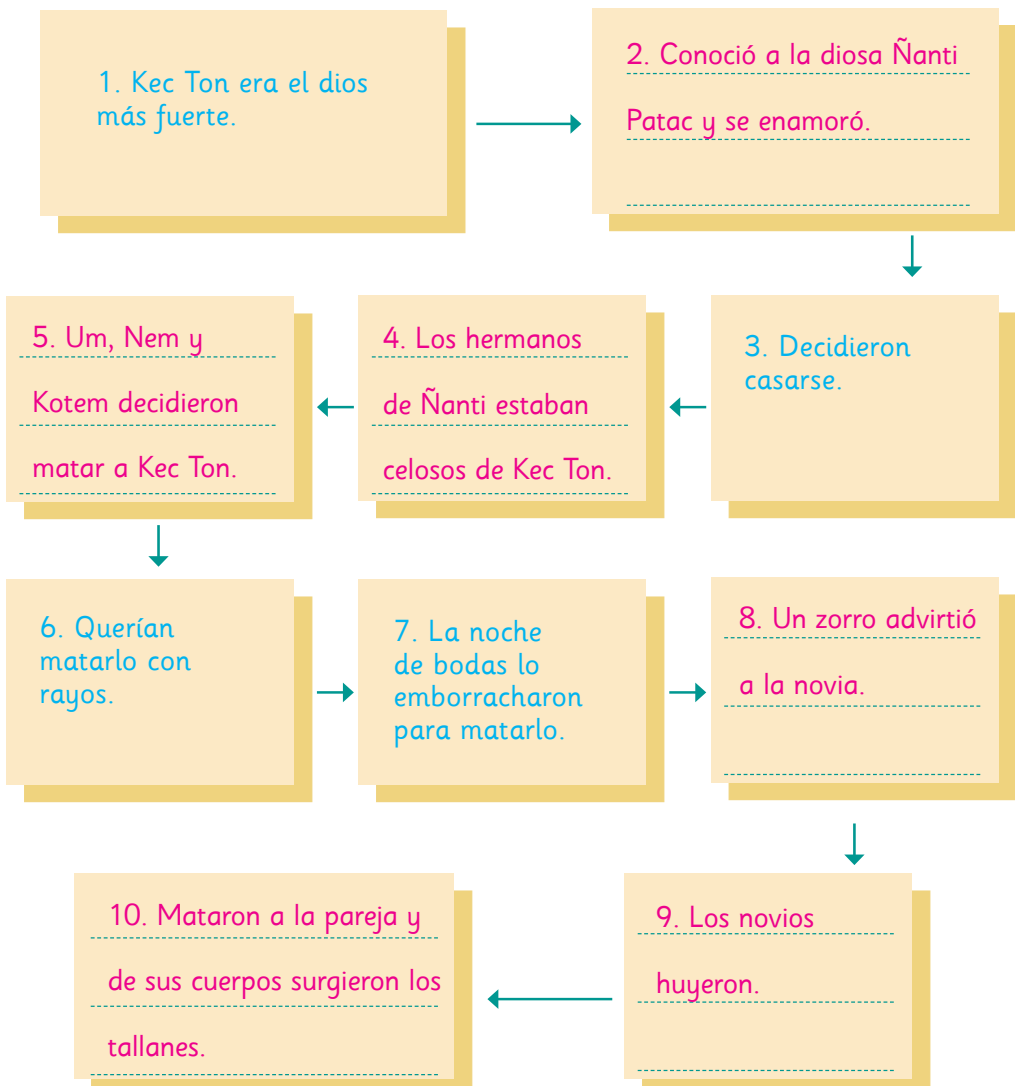 1. Kec Ton era el dios
más fuerte.
2. Conoció a la diosa Ñanti
Patac y se enamoró.
3. Decidieron
casarse.
4. Los hermanos
de Ñanti estaban
celosos de Kec Ton.
5. Um, Nem y
Kotem decidieron
matar a Kec Ton.
6. Querían
matarlo con
rayos.
7. La noche
de bodas lo
emborracharon
para matarlo.
8. Un zorro advirtió
a la novia.
9. Los novios
huyeron.
10. Mataron a la pareja y
de sus cuerpos surgieron los
tallanes.